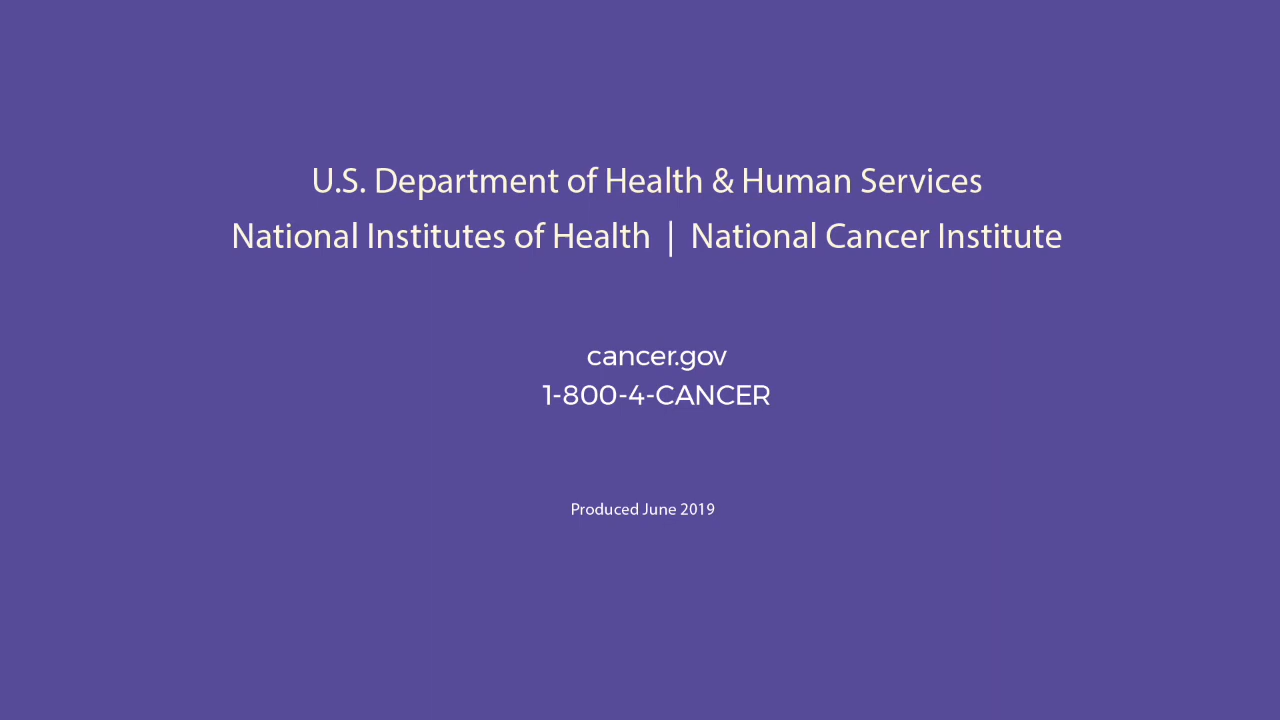 U.S. Department of Health & Human Services
National Institutes of Health | National Cancer Institute
cancer.gov
1-800-4-CANCER
Produced June 2019